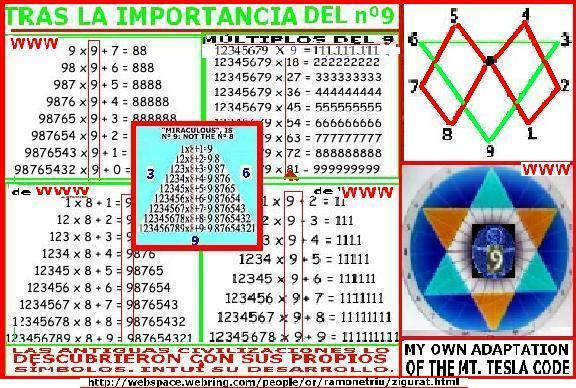 TRAS LA IMPORTANCIA DEL nº9
WWW
9 x 9 + 7 = 88
98 x 9 + 6 = 888
987 x 9 + 5 = 8888
9876 x 9 + 4 = 88888
98765 x 9 + 3 = 888888
987654 x 9 + 2 =
9876543 x 9 + 1 =
98765432 x 9 + 0 =
MÚLTIPLOS DEL 9
12345679 X 9 = 111.111.111
12345679 x 18 = 222222222
12345679 x 27 = 333333333
12345679 x 36 = 444444444
12345679 x 45 = 555555555
12345679 x 54 = 666666666
12345679 x 63 = 777777777
12345679 x 72 = 888888888
x 81 = 999999999
"MIRACULOUS", IS
Nº 9: NOT THE Nº 8
1x8+1=9
12x8+2=98
123x8+3=987
1234x8+4=9876
12345x8+5=98765
123456x8+6=987654
1234567x8+7=9876543
12345678x8+8=98765432
123456789x8+9=987654321
3
6
9
de WWW
1 x 8 + 1 = 9
12 x 8 + 2 = 98
123 x 8 + 3 =
1234 x 8 + 4 = 9876
12345 x 8 + 5 = 98765
123456 x 8 + 6 = 987654
1234567 x 8 + 7 = 9876543
12345678 x 8 + 8 = 98765432
123456789 x 8 + 9 = 987654321
de WWW
1 x 9 + 2 = 11
12 x 9 + 3 = 111
123 x 9 + 4 = 1111
1234 x 9 + 5 = 11111
12345 x 9 + 6 = 111111
123456 x 9 + 7 = 1111111
1234567 x 9 + 8 = 11111111
12345678 x 9 + 9 = 111111111
5
4
6
3
7
2
8
1
9
WWW
9
LAS ANTIGUAS CIVILIZACIONES LO
DESCUBRIERON CON SUS PROPIOS
SÍMBOLOS. INTUÍ SU DESARROLLO.
MY OWN ADAPTATION
OF THE MT. TESLA CODE
http://webspace.webring.com/people/or/ramonetriu/zigurat.html